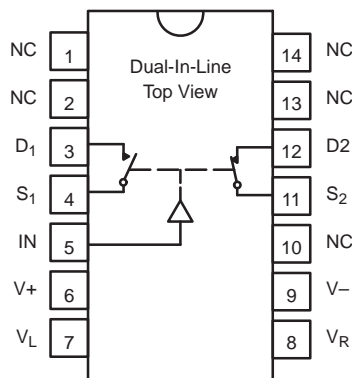 Dual-In-Line
Top View
NC 1
NC 2
D1 3
S1 4
IN 5
V+ 6
VL 7
14 NC
13 NC
12 D2
11 S2
10 NC
9 V–
8 VR